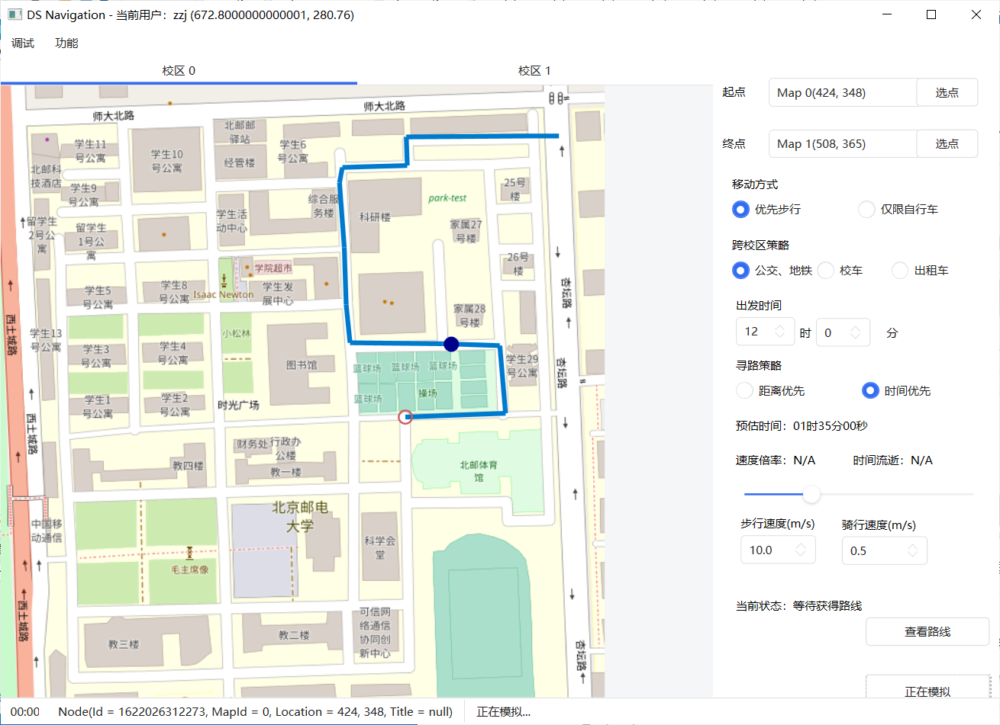 DS Navigation - 当前用户：zzj (672.8000000000001, 280.76)
调试 功能
校区 0 校区 1
师大北路
师大北路
北邮邮
驿站
学生6
号公寓
学生11
号公寓
学生10
号公寓
经管楼
北邮科
技酒店
学生9
号公寓
25号
楼
综合服
务楼
park-test
学生活
动中心
科研楼
留学生
2号公
寓
留学生
1号公
寓
家属27
号楼
26号
楼
学院超市
Isaac Newton
学生5
号公寓
学生8
号公寓
学生发
展中心
杏坛路
家属28
号楼
西土城路
小松林
学生13
号公寓
学生3
号公寓
学生4
号公寓
图书馆
篮球场 篮球场 篮球场
学生29
号公寓
杏坛路
篮球场
操场
学生1
号公寓
学生2
号公寓
时光广场
西土城路
财务处
行政办
公楼
教一楼
教四楼
北邮体育
馆
北京邮电
大学
中国移
动通信
科学会
堂
毛主席像
西土城路
教三楼
教二楼
可信网
络通信
协同创
新中心
杏坛路
起点 Map 0(424, 348) 选点
终点 Map 1(508, 365) 选点
移动方式
优先步行 仅限自行车
跨校区策略
公交、地铁 校车 出租车
出发时间
12 时 0 分
寻路策略
距离优先 时间优先
预估时间：01时35分00秒
速度倍率：N/A 时间流逝：N/A
步行速度(m/s) 骑行速度(m/s)
10.0 0.5
当前状态：等待获得路线
查看路线
正在模拟
00:00 Node(Id = 1622026312273, MapId = 0, Location = 424, 348, Title = null) 正在模拟...